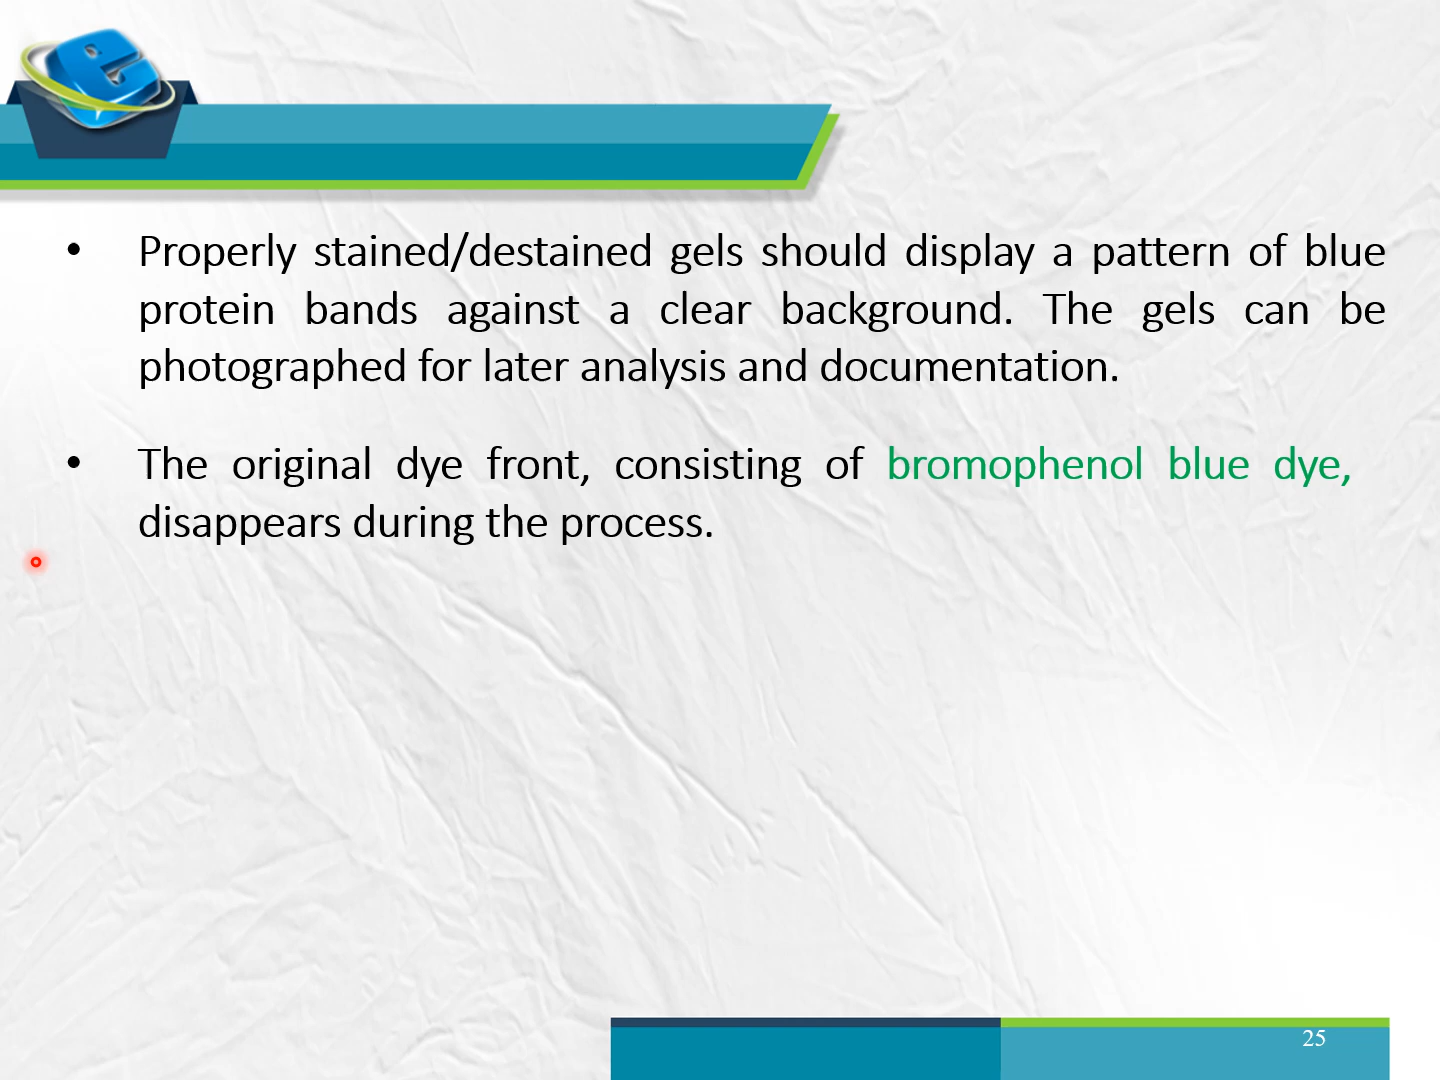 • Properly stained/destained gels should display a pattern of blue
protein bands against a clear background. The gels can be
photographed for later analysis and documentation.
• The original dye front, consisting of bromophenol blue dye,
disappears during the process.
25